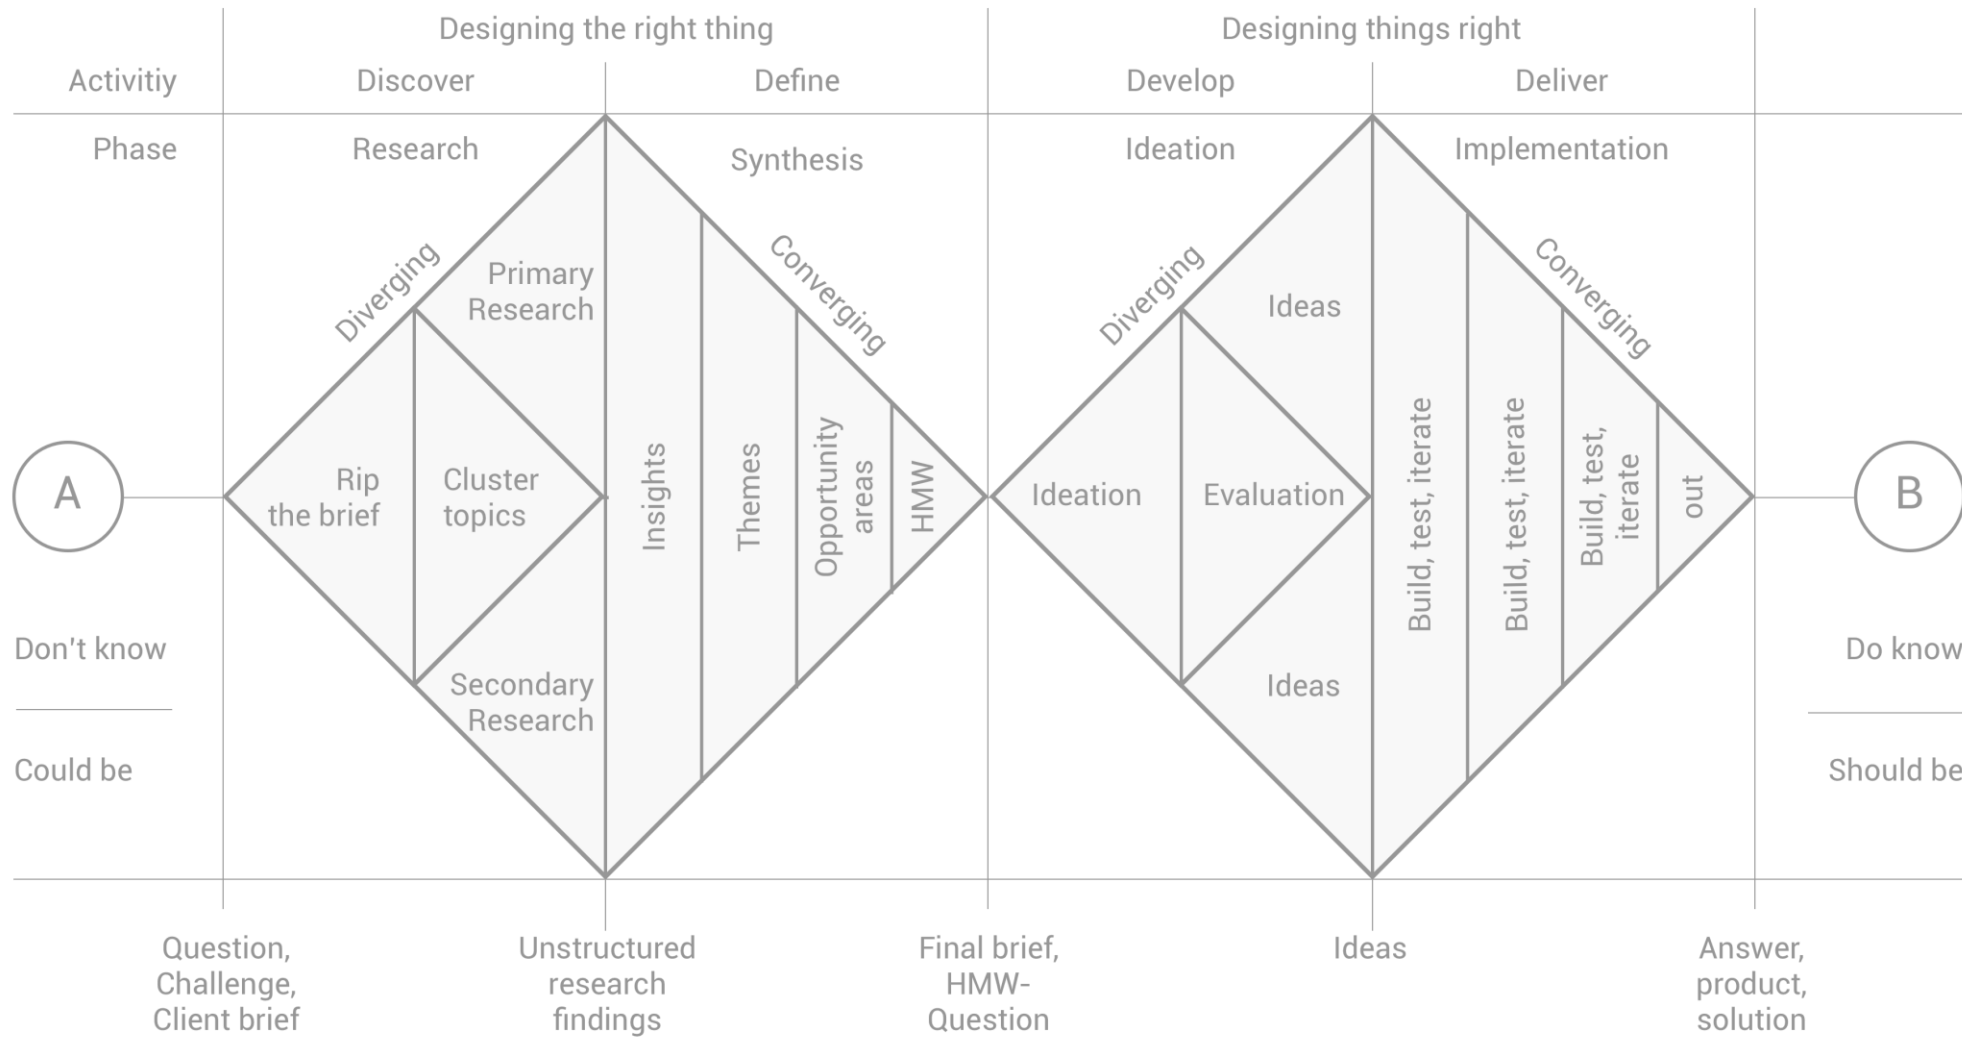 Designing the right thing
Designing things right
Activitiy
Discover
Define
Develop
Deliver
Phase
Research
Synthesis
Ideation
Implementation
Diverging
Converging
Diverging
Converging
Primary
Research
Ideas
A
Rip
the brief
Cluster
topics
Insights
Themes
Opportunity
areas
HMW
Ideation
Evaluation
Build, test, iterate
Build, test, iterate
Build, test,
iterate
out
B
Don't know
Could be
Secondary
Research
Ideas
Do know
Should be
Question,
Challenge,
Client brief
Unstructured
research
findings
Final brief,
HMW-
Question
Ideas
Answer,
product,
solution